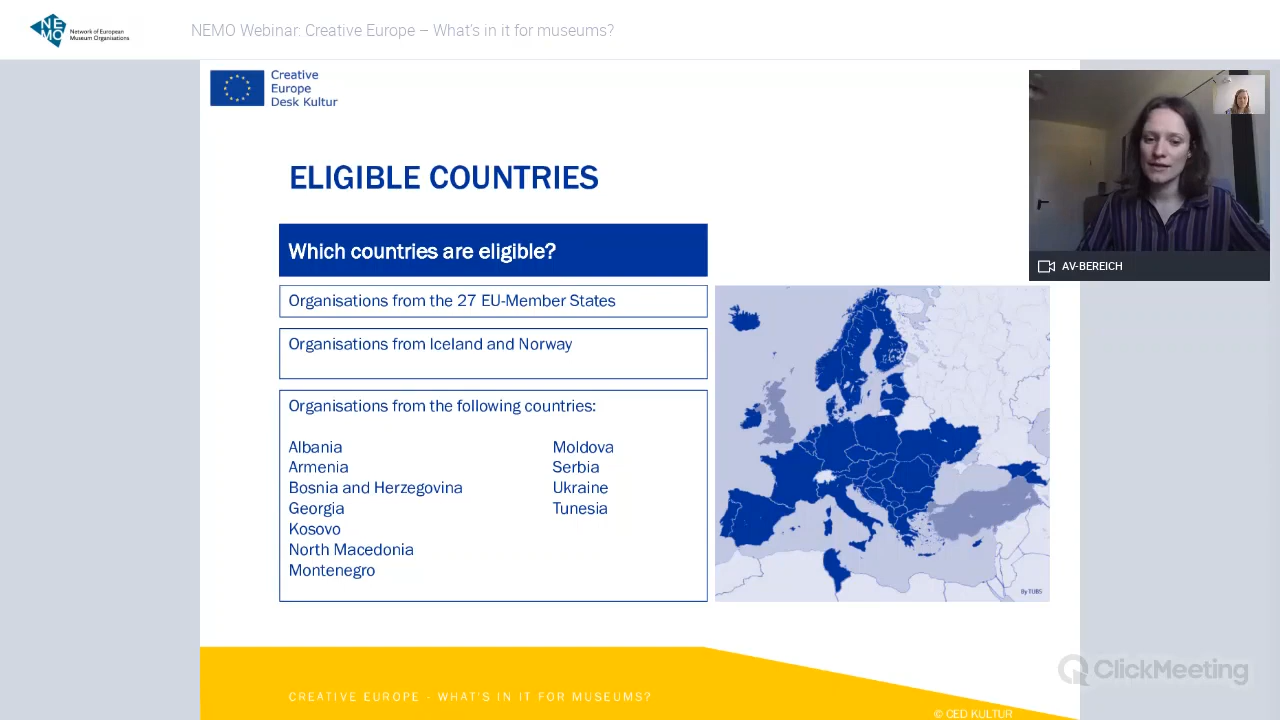 NEMO
Network of European
Museum Organisations
NEMO Webinar: Creative Europe – What's in it for museums?
Creative
Europe
Desk Kultur
AV-BEREICH
ELIGIBLE COUNTRIES
Which countries are eligible?
Organisations from the 27 EU-Member States
Organisations from Iceland and Norway
Organisations from the following countries:
Albania
Armenia
Bosnia and Herzegovina
Georgia
Kosovo
North Macedonia
Montenegro
Moldova
Serbia
Ukraine
Tunesia
By TUBS
ClickMeeting
CREATIVE EUROPE - WHAT'S IN IT FOR MUSEUMS?
© CED KULTUR